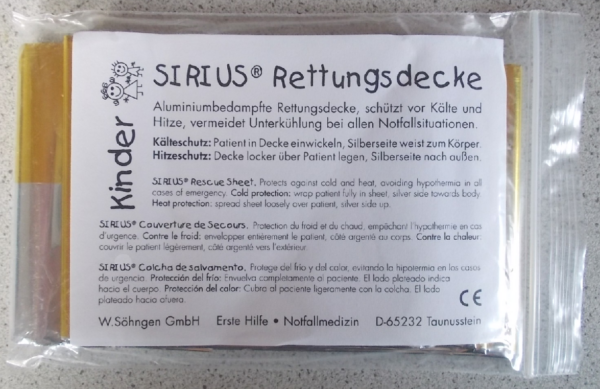 Kinder
SIRIUS® Rettungsdecke
Aluminiumbedampfte Rettungsdecke, schützt vor Kälte und
Hitze, vermeidet Unterkühlung bei allen Notfallsituationen.
Kälteschutz: Patient in Decke einwickeln, Silberseite weist zum Körper.
Hitzeschutz: Decke locker über Patient legen, Silberseite nach außen.
SIRIUS® Rescue Sheet. Protects against cold and heat, avoiding hypothermia in all
cases of emergency. Cold protection: wrap patient fully in sheet, silver side towards body.
Heat protection: spread sheet loosely over patient, silver side up.
SIRIUS® Couverture de Secours. Protection du froid et du chaud, empêchant l'hypothermie en cas
d'urgence. Contre le froid: envelopper entièrement le patient, côté argenté au corps. Contre la chaleur:
couvrir le patient légèrement, côté argenté vers l'extérieur.
SIRIUS® Colcha de salvamento. Protege del frio y del calor, evitando la hipotermia en los casos
de urgencia. Protección del frio: Envuelva completamente al paciente. El lado plateado indica
hacia el cuerpo. Protección del calor: Cubra al paciente ligeramente con la colcha. El lado
plateado hacia afuera.
CE
W.Söhngen GmbH Erste Hilfe • Notfallmedizin D-65232 Taunusstein